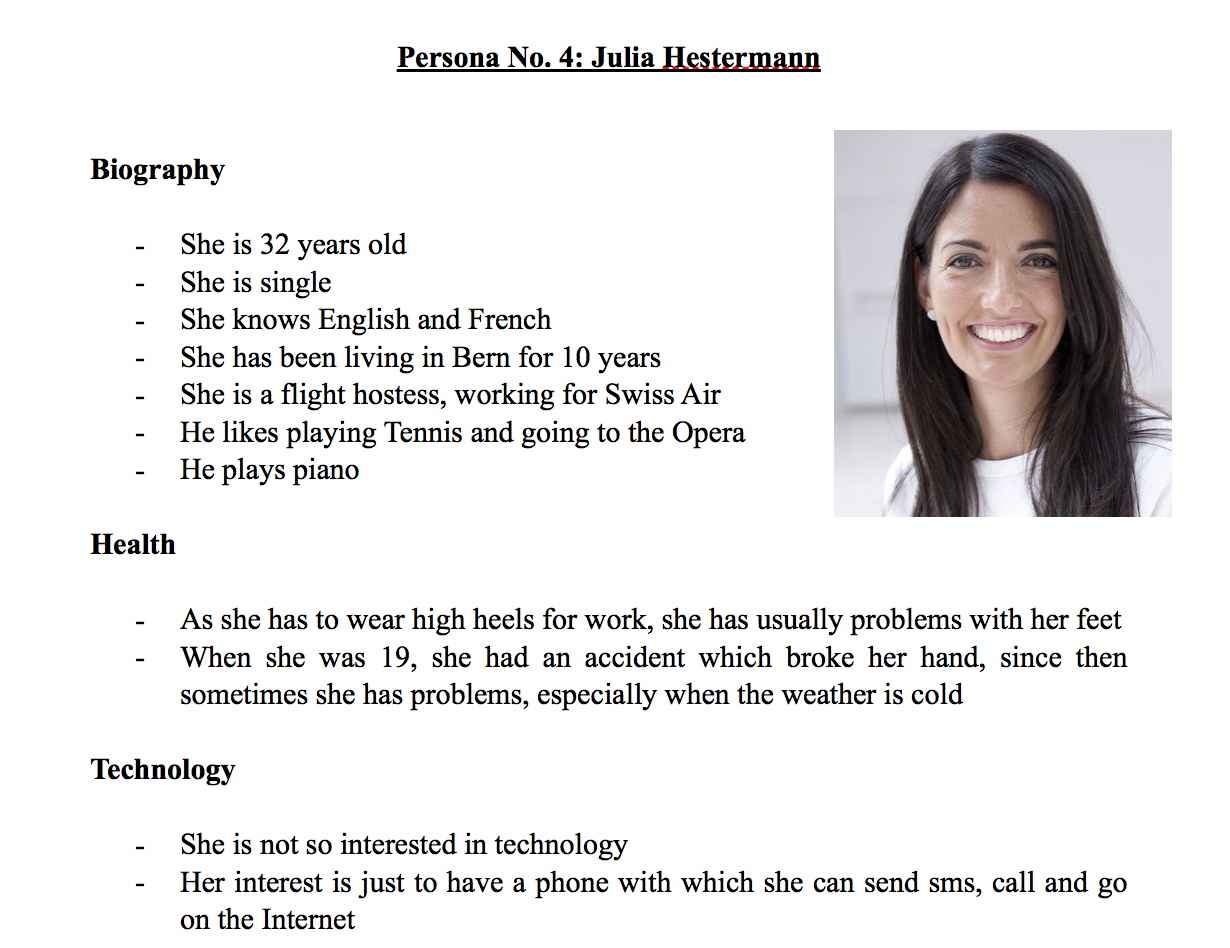 Persona No. 4: Julia Hestermann
Biography
- She is 32 years old
- She is single
- She knows English and French
- She has been living in Bern for 10 years
- She is a flight hostess, working for Swiss Air
- He likes playing Tennis and going to the Opera
- He plays piano
Health
- As she has to wear high heels for work, she has usually problems with her feet
- When she was 19, she had an accident which broke her hand, since then
sometimes she has problems, especially when the weather is cold
Technology
- She is not so interested in technology
- Her interest is just to have a phone with which she can send sms, call and go
on the Internet